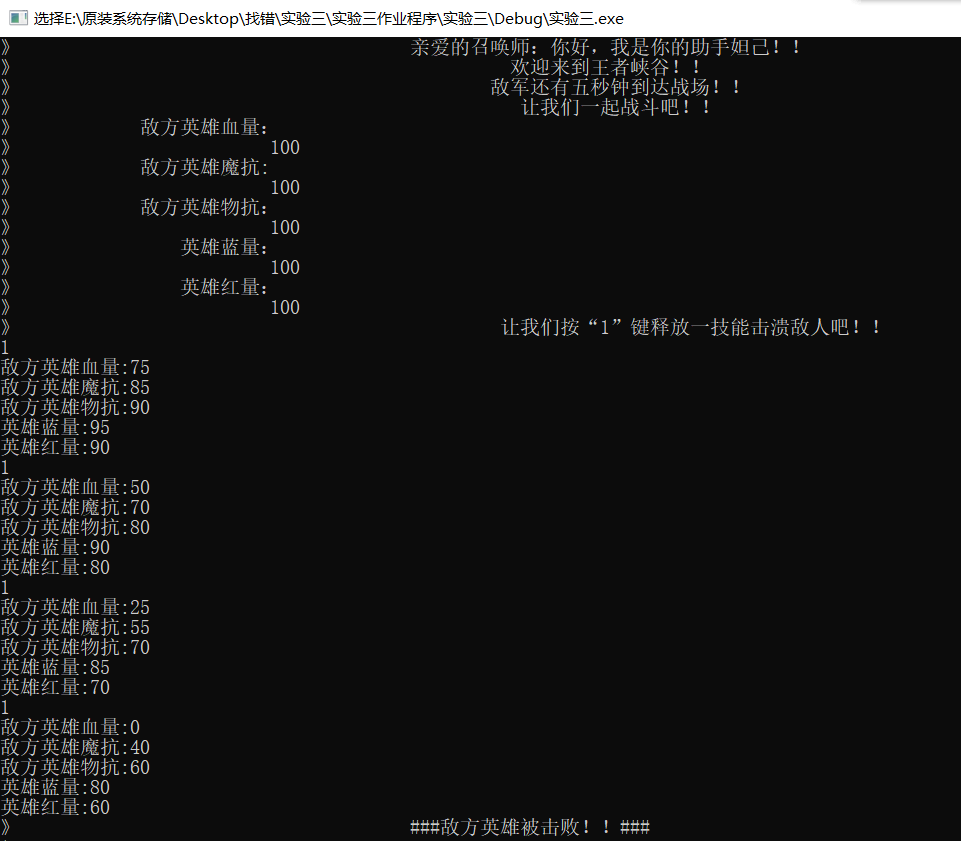 选择E:\原装系统存储\Desktop\找错\实验三\实验三作业程序\实验三\Debug\实验三.exe
》 亲爱的召唤师：你好，我是你的助手妲己！！
》 欢迎来到王者峡谷！！
》 敌军还有五秒钟到达战场！！
》 让我们一起战斗吧！！
》 敌方英雄血量：
》 100
》 敌方英雄魔抗：
》 100
》 敌方英雄物抗：
》 100
》 英雄蓝量：
》 100
》 英雄红量：
》 100
》 让我们按“1”键释放一技能击溃敌人吧！！
1
敌方英雄血量:75
敌方英雄魔抗:85
敌方英雄物抗:90
英雄蓝量:95
英雄红量:90
1
敌方英雄血量:50
敌方英雄魔抗:70
敌方英雄物抗:80
英雄蓝量:90
英雄红量:80
1
敌方英雄血量:25
敌方英雄魔抗:55
敌方英雄物抗:70
英雄蓝量:85
英雄红量:70
1
敌方英雄血量:0
敌方英雄魔抗:40
敌方英雄物抗:60
英雄蓝量:80
英雄红量:60
》 ###敌方英雄被击败！！###